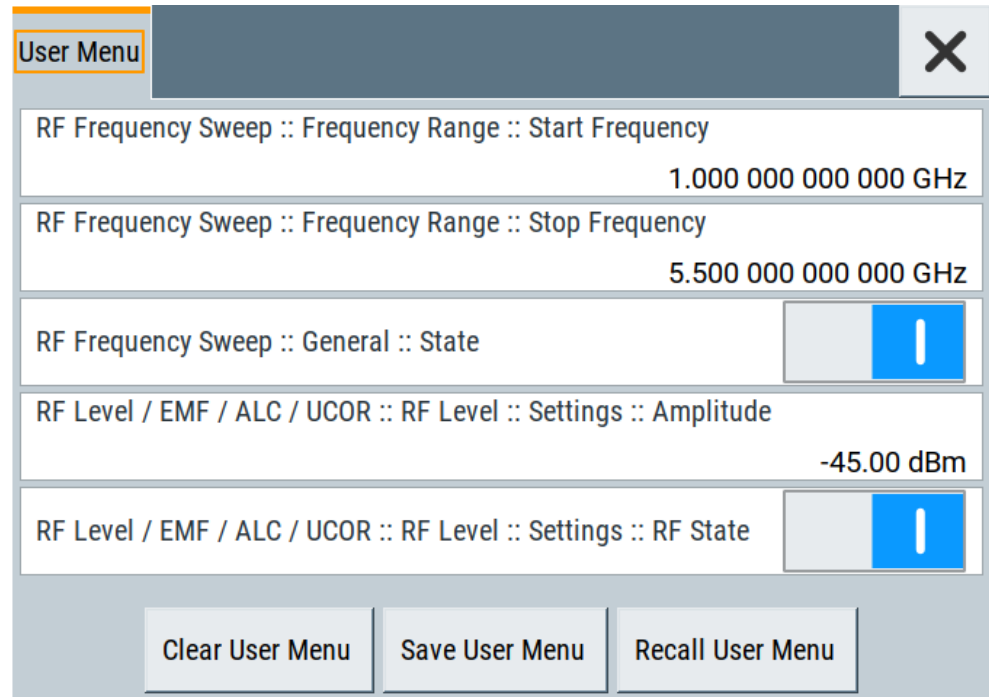 User Menu
RF Frequency Sweep :: Frequency Range :: Start Frequency
1.000 000 000 000 GHz
RF Frequency Sweep :: Frequency Range :: Stop Frequency
5.500 000 000 000 GHz
RF Frequency Sweep :: General :: State
RF Level / EMF / ALC / UCOR :: RF Level :: Settings :: Amplitude
-45.00 dBm
RF Level / EMF / ALC / UCOR :: RF Level :: Settings :: RF State
Clear User Menu Save User Menu Recall User Menu